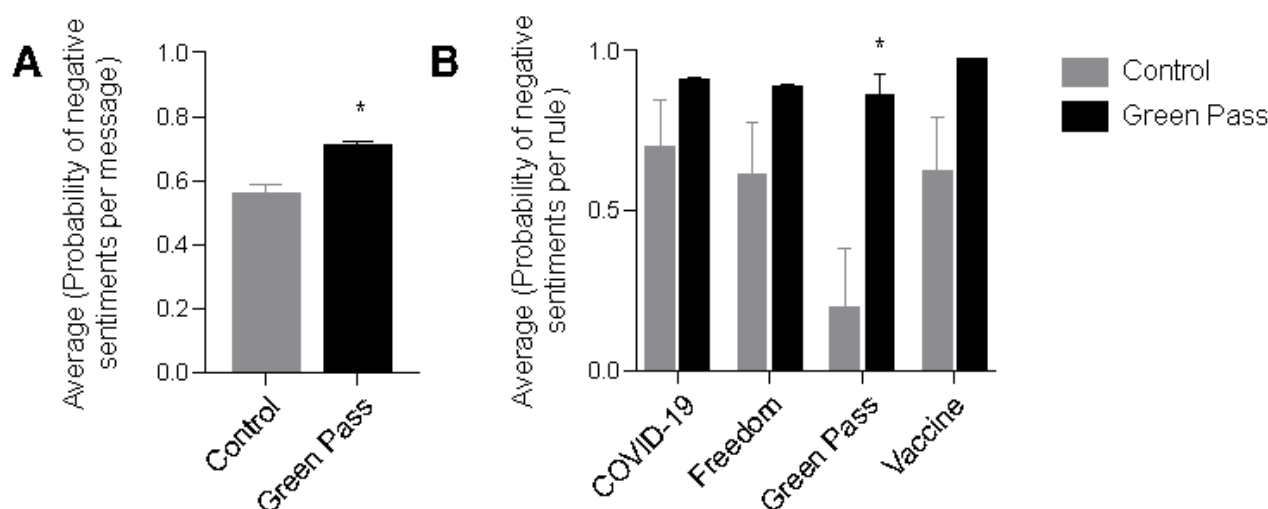 A
Average (Probability of negative
sentiments per message)
1.0
0.8
0.6
0.4
0.2
0.0
*
Control
Green Pass
B
Average (Probability of negative
sentiments per rule)
1.0
0.5
0.0
*
COVID-19
Freedom
Green Pass
Vaccine
Control
Green Pass